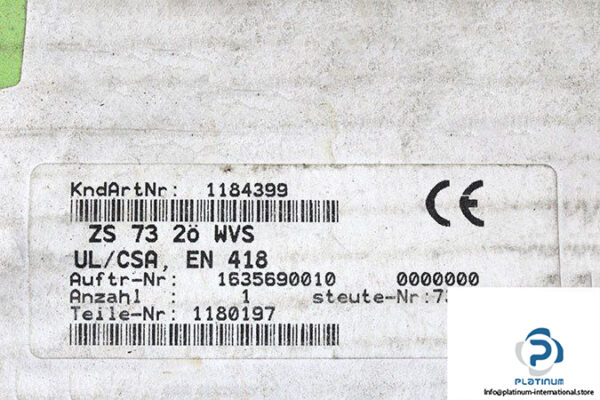 KndArtNr: 1184399
ZS 73 2ö WVS
UL/CSA, EN 418
Auftr-Nr: 1635690010 0000000
Anzahl : 1 steute-Nr:
Teile-Nr: 1180197
CE
PLATINUM
Info@platinum-international.store